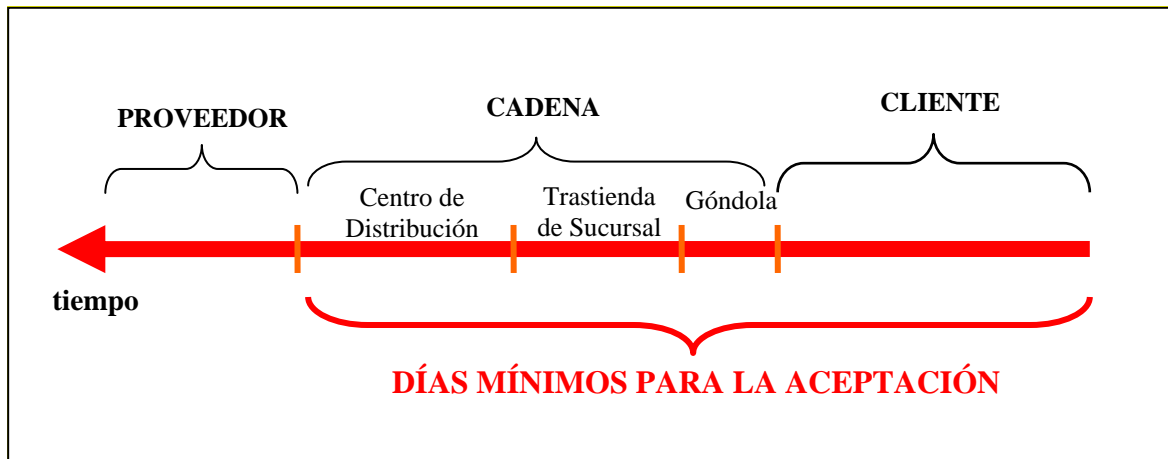 PROVEEDOR
CADENA
CLIENTE
Centro de
Distribución
Trastienda
de Sucursal
Góndola
tiempo
DÍAS MÍNIMOS PARA LA ACEPTACIÓN